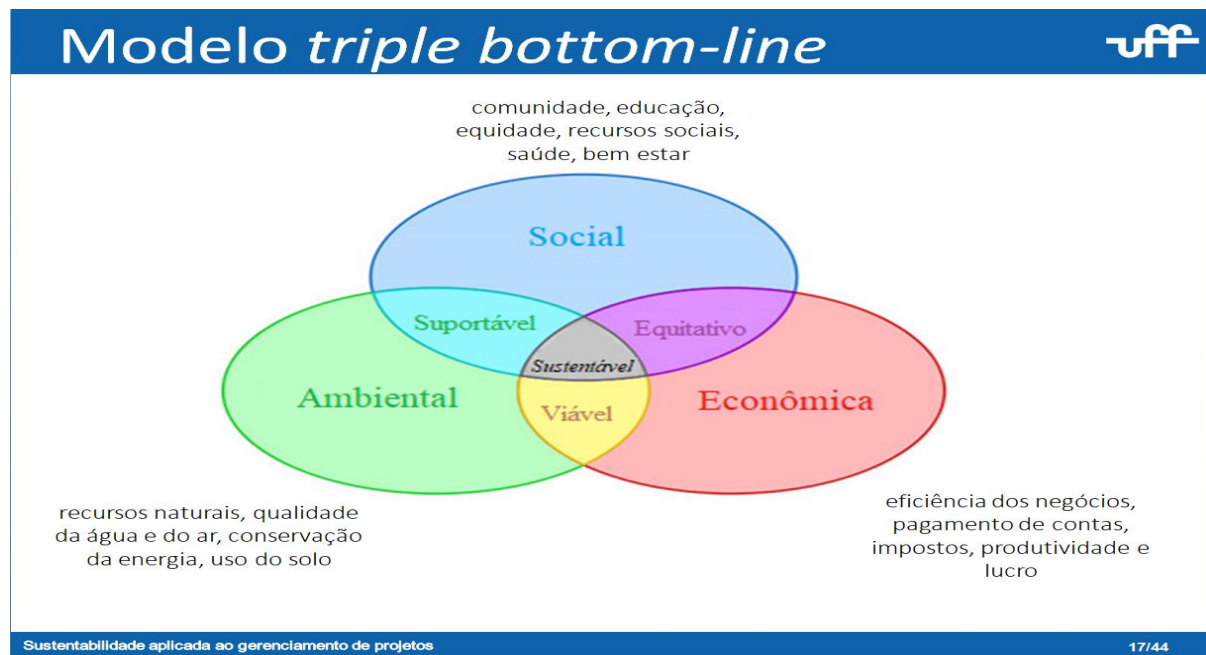 Modelo triple bottom-line
uff
comunidade, educação,
equidade, recursos sociais,
saúde, bem estar
Social
Suportável
Equitativo
Sustentável
Ambiental
Econômica
Viável
recursos naturais, qualidade
da água e do ar, conservação
da energia, uso do solo
eficiência dos negócios,
pagamento de contas,
impostos, produtividade e
lucro
Sustentabilidade aplicada ao gerenciamento de projetos
17/44